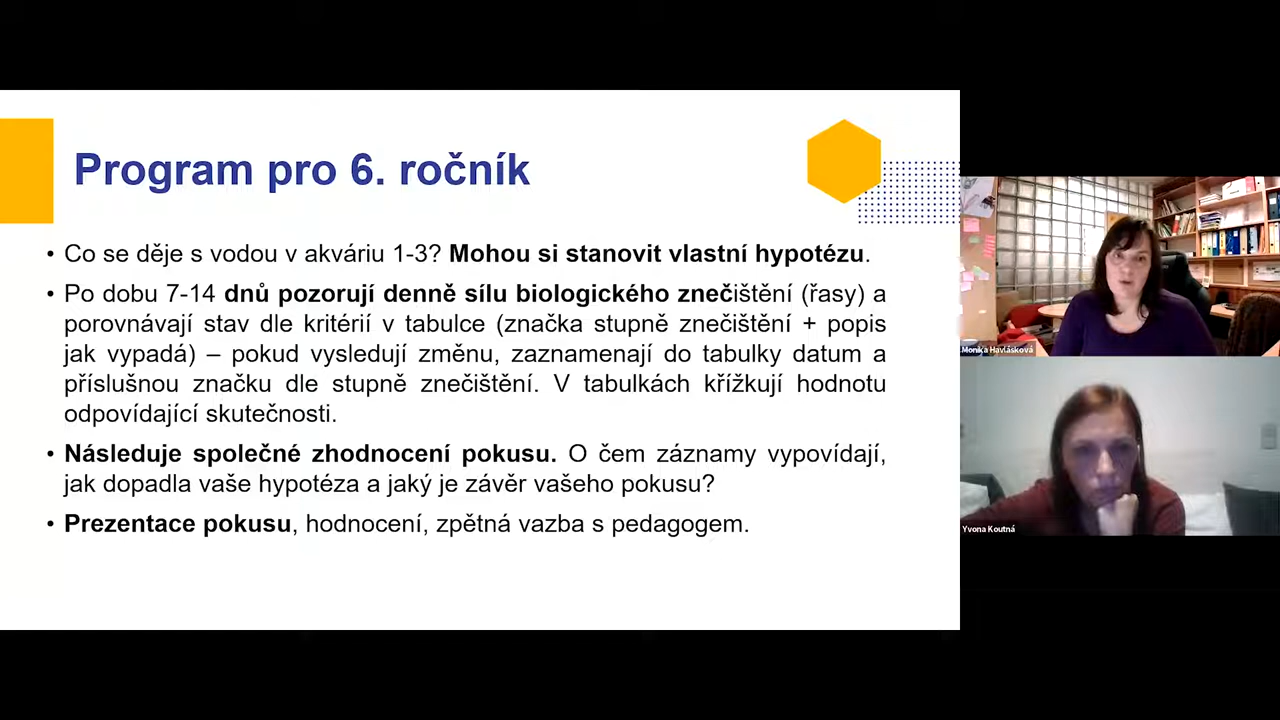 Program pro 6. ročník
• Co se děje s vodou v akváriu 1-3? Mohou si stanovit vlastní hypotézu.
• Po dobu 7-14 dnů pozorují denně sílu biologického znečištění (řasy) a
porovnávají stav dle kriterií v tabulce (značka stupně znečištění + popis
jak vypadá) – pokud vysledují změnu, zaznamenají do tabulky datum a
příslušnou značku dle stupně znečištění. V tabulkách křížkují hodnotu
odpovídající skutečnosti.
• Následuje společné zhodnocení pokusu. O čem záznamy vypovídají,
jak dopadla vaše hypotéza a jaký je závěr vašeho pokusu?
• Prezentace pokusu, hodnocení, zpětná vazba s pedagogem.
Monika Havlásková
Yvona Koutná